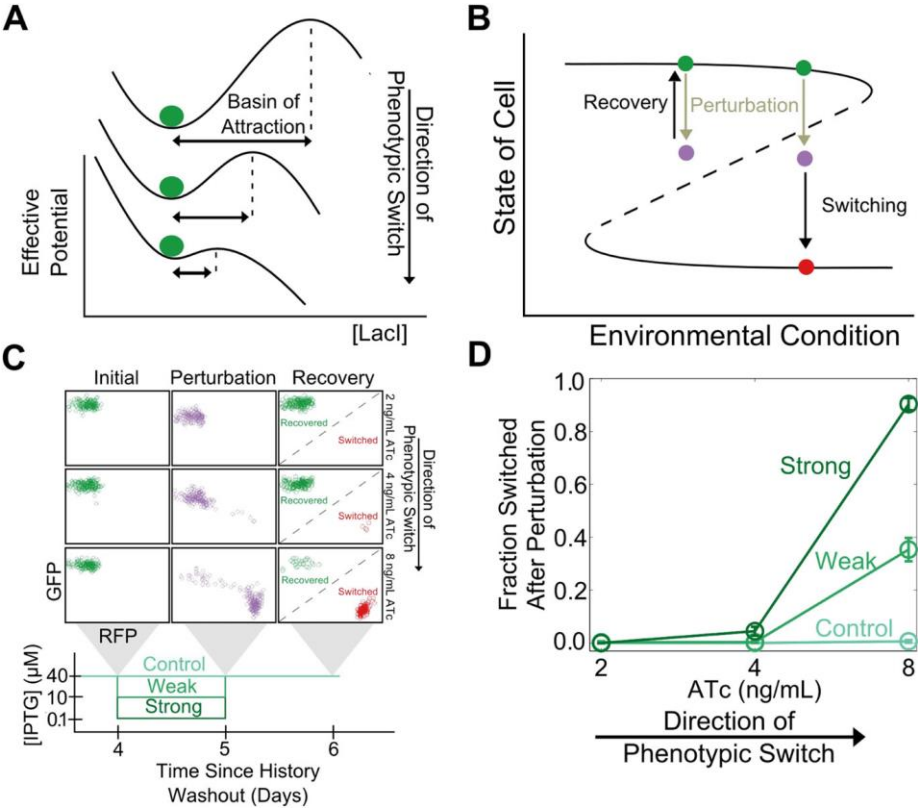 A
Basin of
Attraction
Effective
Potential
[LacI]
Direction of
Phenotypic Switch
B
State of Cell
Recovery
Perturbation
Switching
Environmental Condition
C
Initial
Perturbation
Recovery
Recovered
Switched
2 ng/mL ATc
Recovered
Switched
4 ng/mL ATc
Recovered
Switched
8 ng/mL ATc
Direction of
Phenotypic Switch
GFP
RFP
[IPTG] (μM)
40
10
0.1
Control
Weak
Strong
4
5
6
Time Since History
Washout (Days)
D
Fraction Switched
After Perturbation
1.0
0.8
0.6
0.4
0.2
0.0
Strong
Weak
Control
2
4
8
ATc (ng/mL)
Direction of
Phenotypic Switch